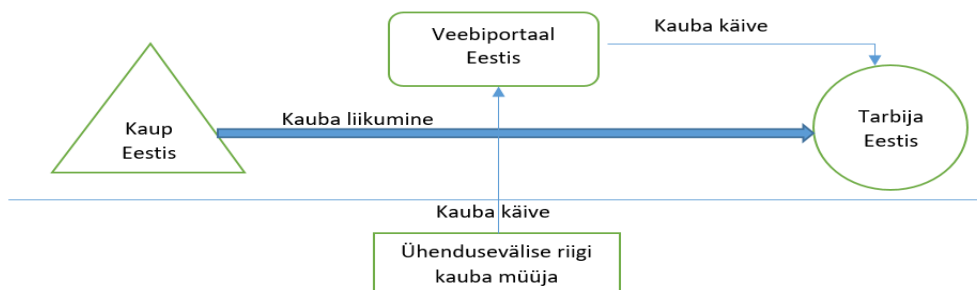 Veebiportaal
Eestis
Kauba käive
Kaup
Eestis
Kauba liikumine
Tarbija
Eestis
Kauba käive
Ühendusevälise riigi
kauba müüja